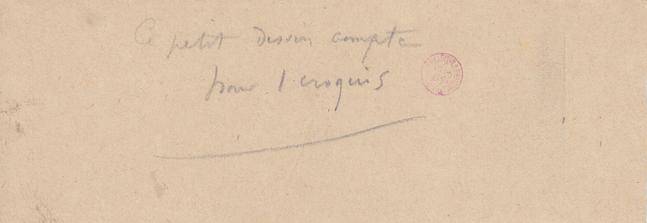 Ce petit dessin compte
pour 1 croquis